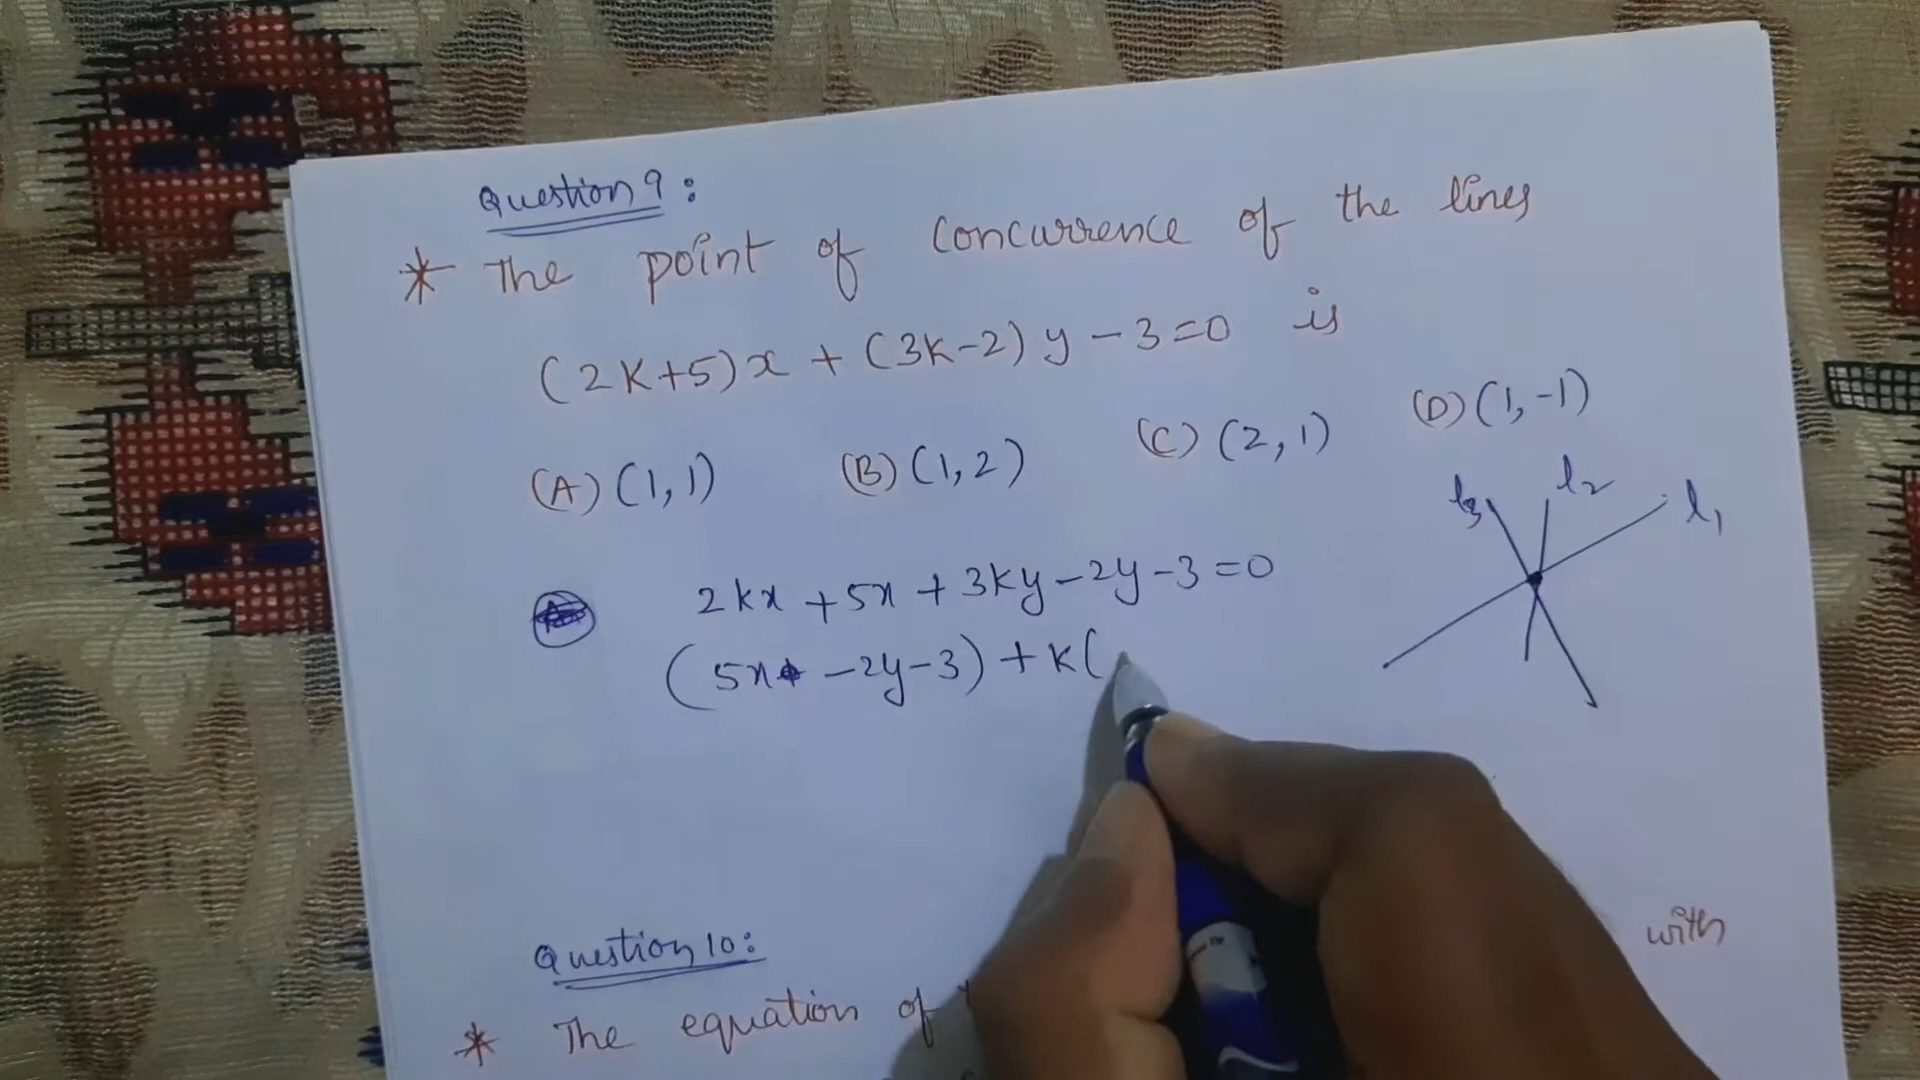 Question 9:
* The point of concurrence of the lines
(2K+5)x + (3K-2)y - 3=0 is
(A) (1,1) (B) (1,2) (C) (2,1) (D) (1,-1)
l3 l2 l1
2kx + 5x + 3ky - 2y - 3 = 0
(5x - 2y - 3) + k(
Question 10:
with
* The equation of